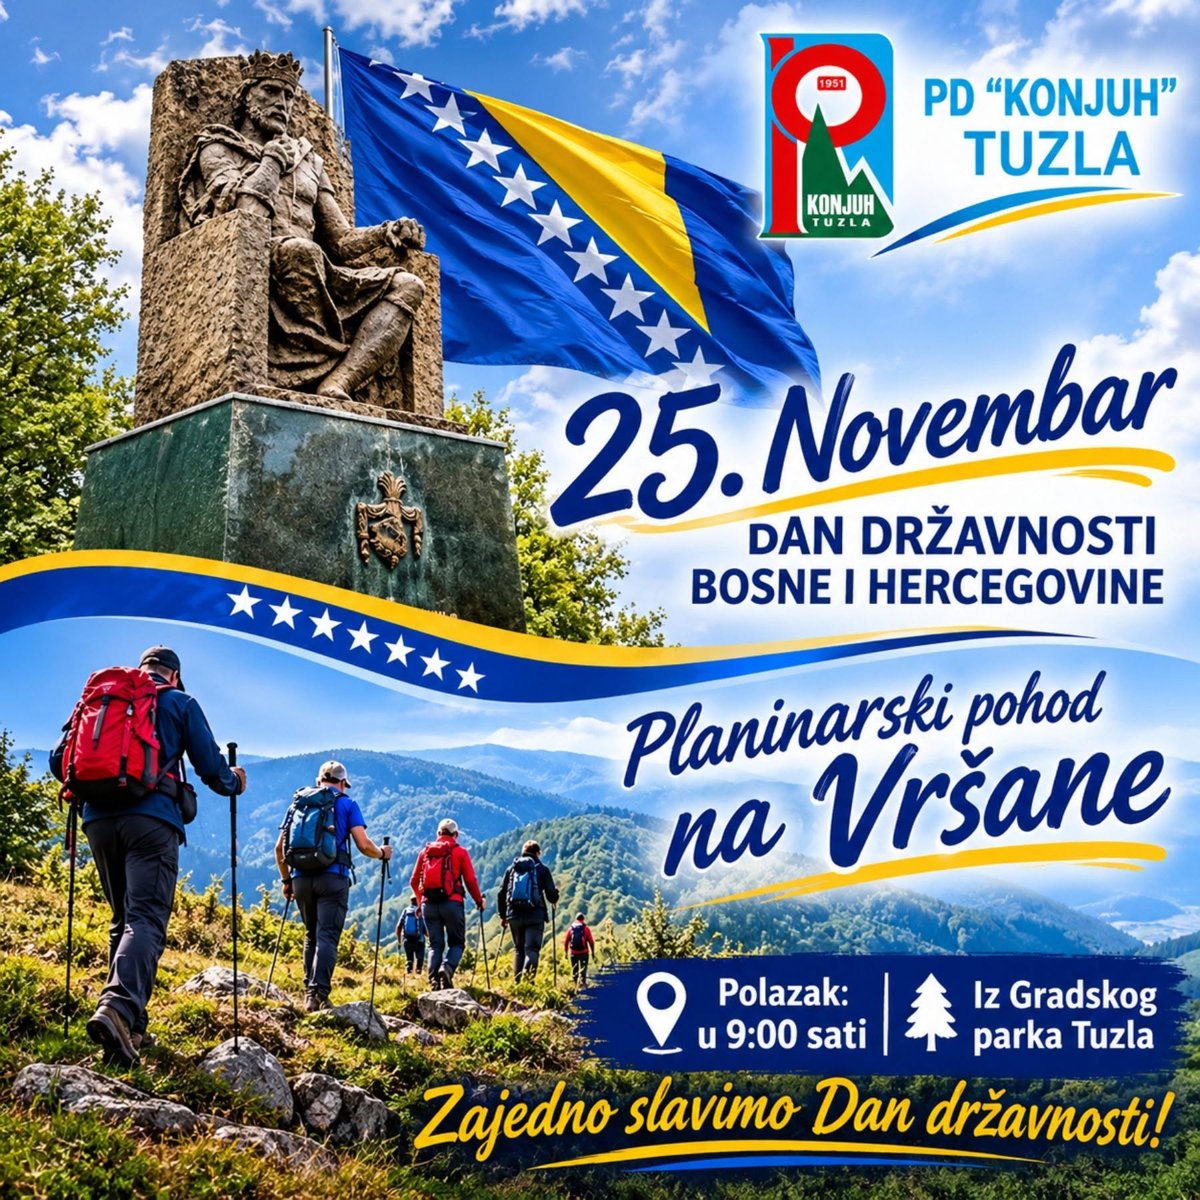 1951
KONJUH
TUZLA
PD “KONJUH”
TUZLA
25. Novembar
DAN DRŽAVNOSTI
BOSNE I HERCEGOVINE
Planinarski pohod
na Vršane
Polazak:
u 9:00 sati
Iz Gradskog
parka Tuzla
Zajedno slavimo Dan državnosti!